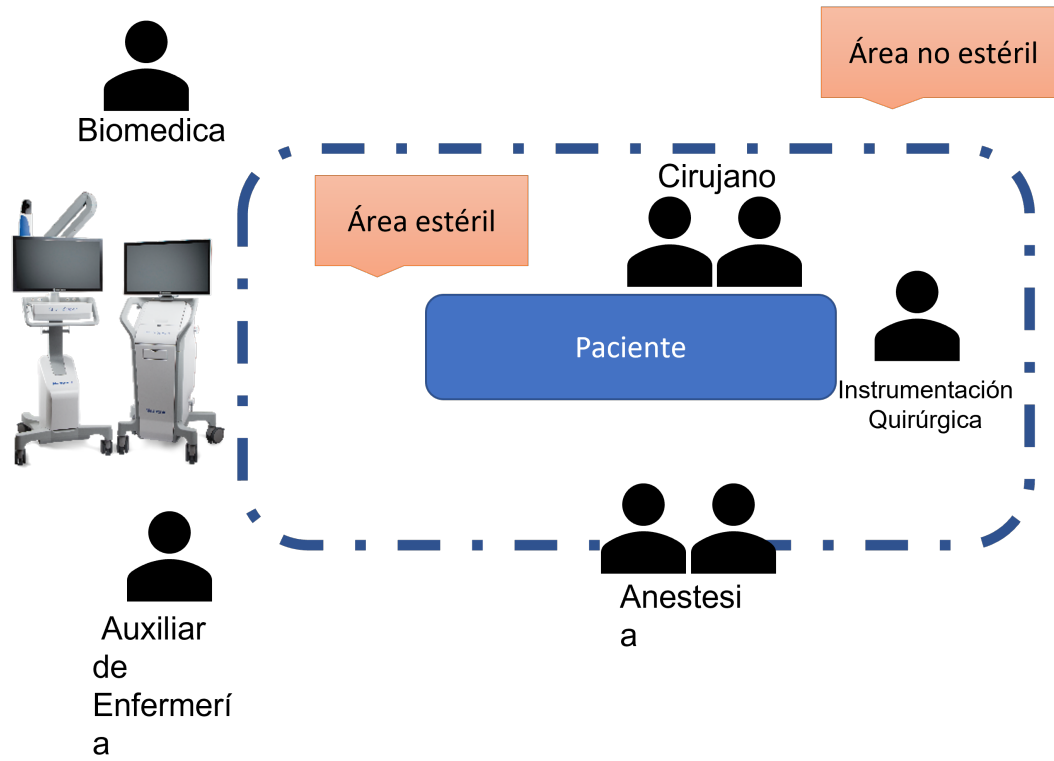 Área no estéril
Biomedica
Cirujano
Área estéril
Paciente
Instrumentación
Quirúrgica
Anestesi
a
Auxiliar
de
Enfermerí
a